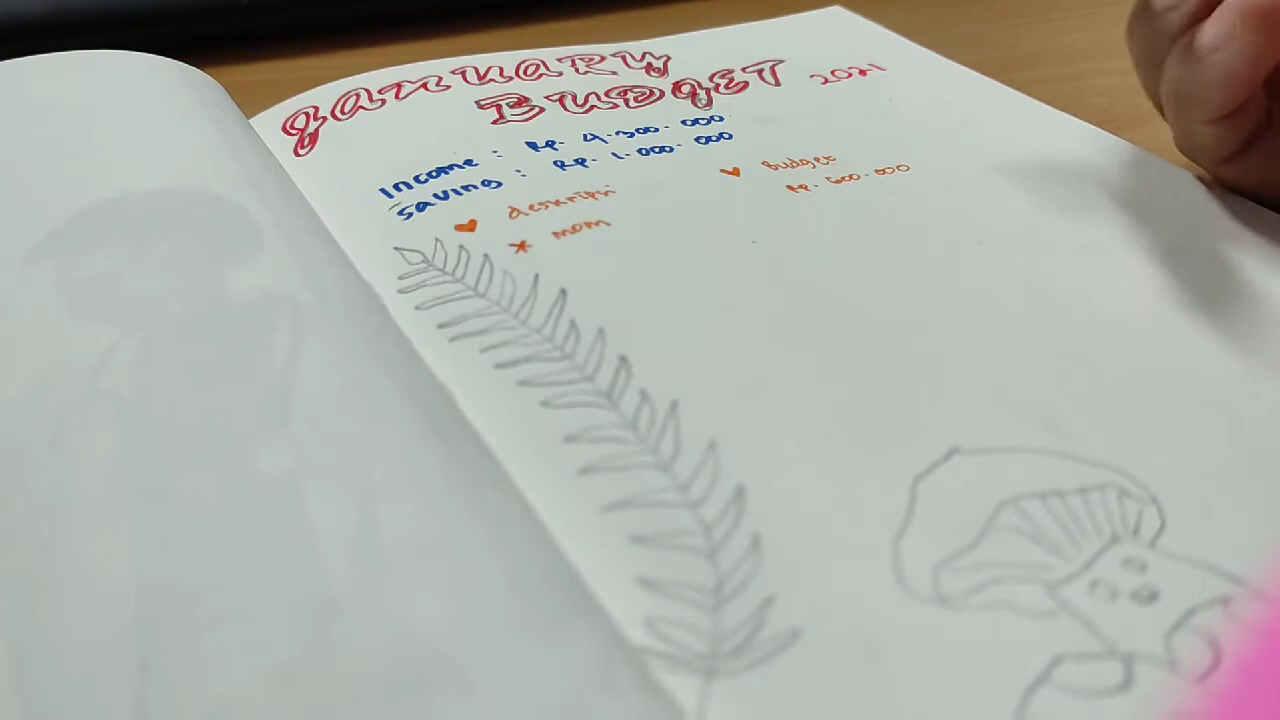 January
Budget 2021
Income : Rp. 4.300.000
Saving : Rp. 1.000.000
deskripsi
Budget
* mom
Rp. 600.000